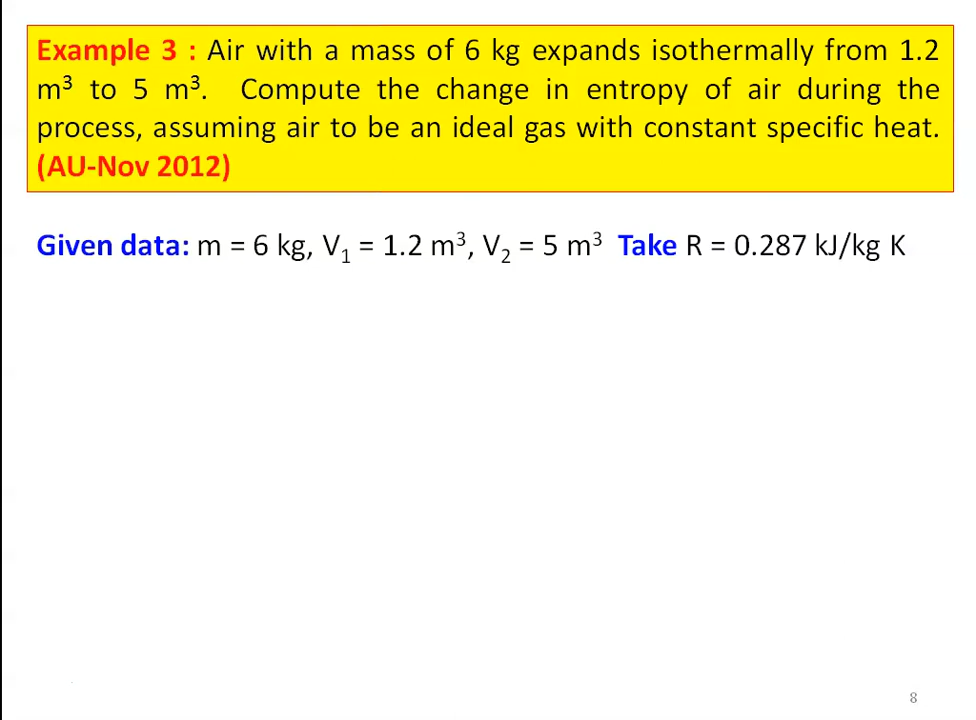 Example 3 : Air with a mass of 6 kg expands isothermally from 1.2
m³ to 5 m³. Compute the change in entropy of air during the
process, assuming air to be an ideal gas with constant specific heat.
(AU-Nov 2012)
Given data: m = 6 kg, V₁ = 1.2 m³, V₂ = 5 m³ Take R = 0.287 kJ/kg K
8